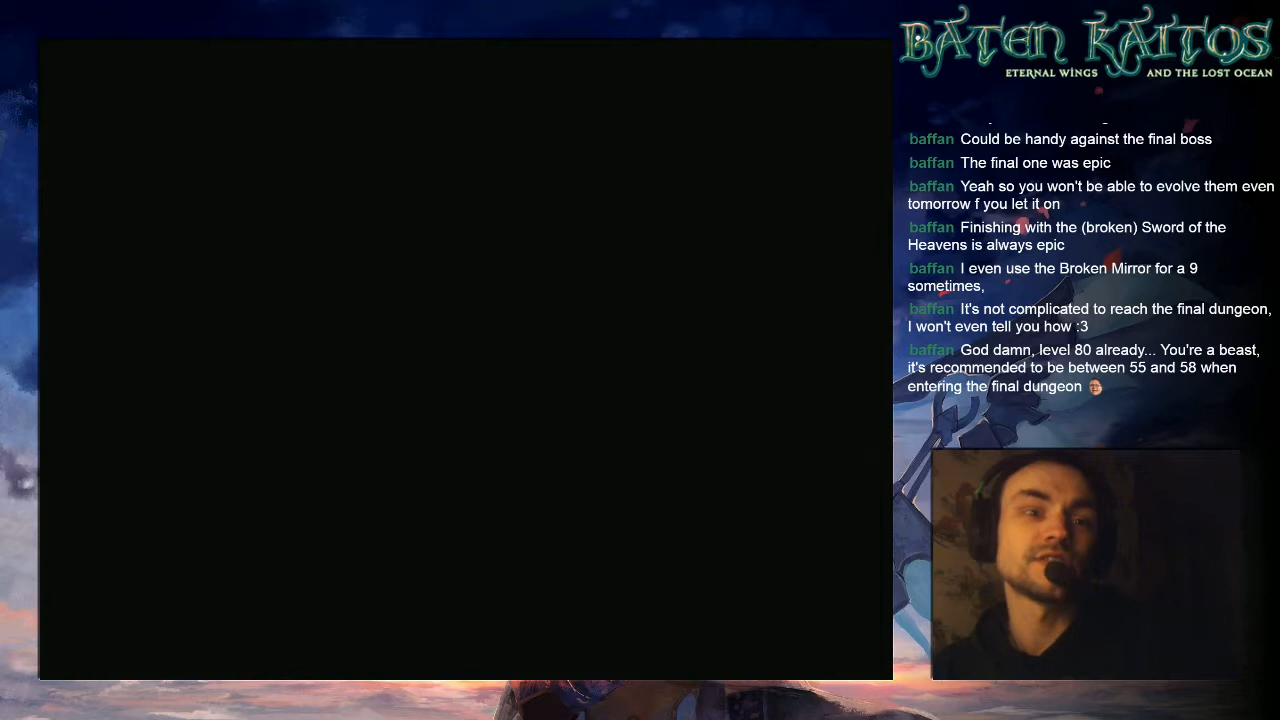 BATEN KAITOS
ETERNAL WINGS AND THE LOST OCEAN
baffan Could be handy against the final boss
baffan The final one was epic
baffan Yeah so you won't be able to evolve them even
tomorrow f you let it on
baffan Finishing with the (broken) Sword of the
Heavens is always epic
baffan I even use the Broken Mirror for a 9
sometimes,
baffan It's not complicated to reach the final dungeon,
I won't even tell you how :3
baffan God damn, level 80 already... You're a beast,
it's recommended to be between 55 and 58 when
entering the final dungeon